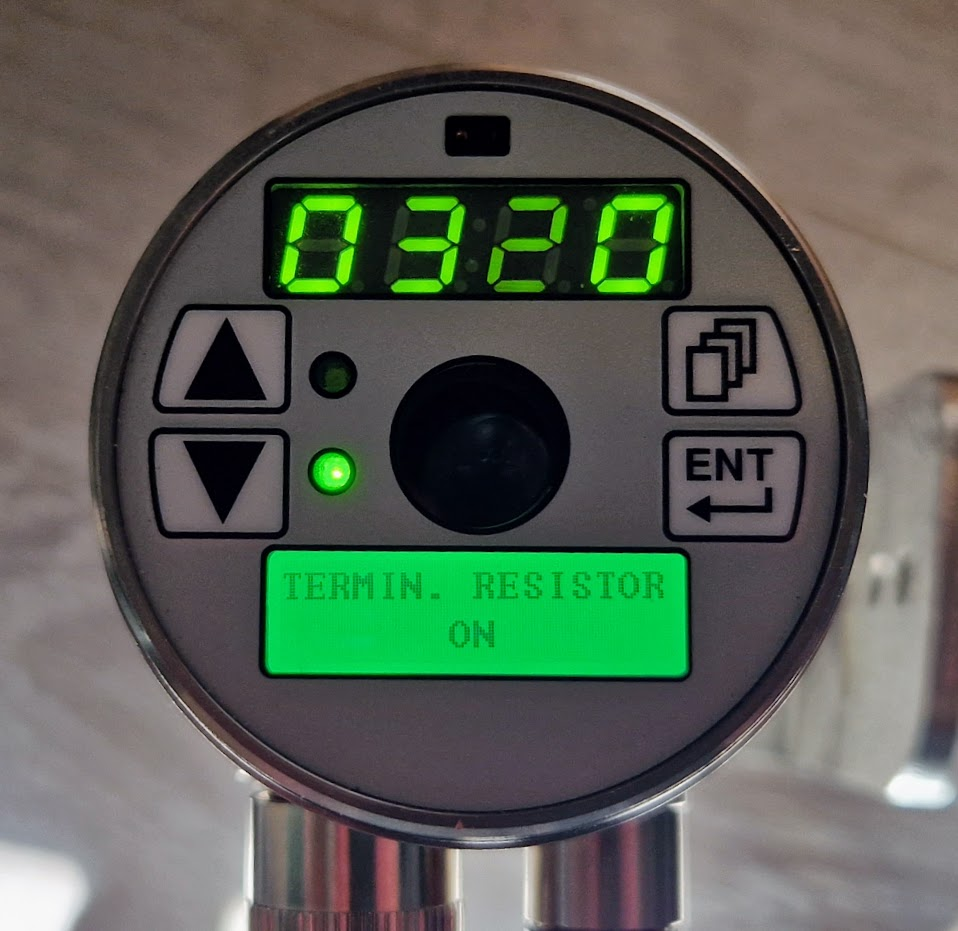 0320
ENT
TERMIN. RESISTOR
ON